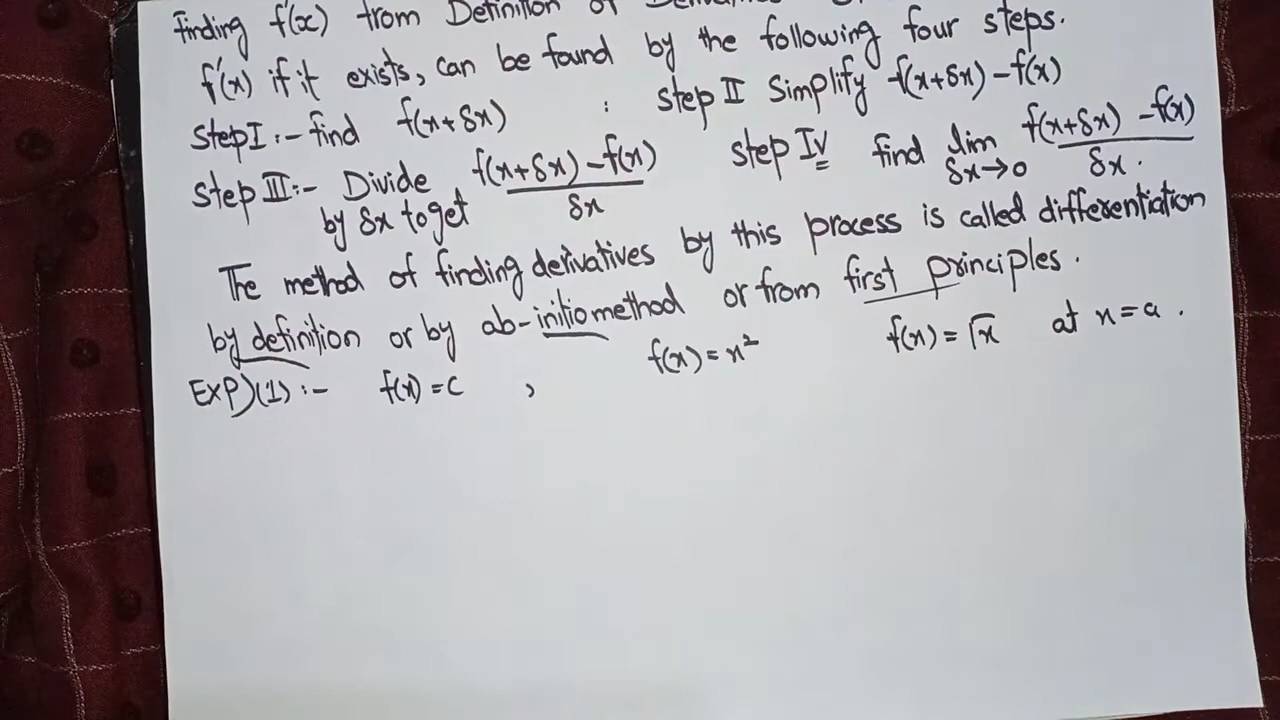 Finding f'(x) from Definition of
f'(x) if it exists, can be found by the following four steps.
Step I :- find f(x+δx) : step II Simplify f(x+δx) - f(x)
Step III :- Divide f(x+δx) - f(x) / δx step IV find lim δx→0 f(x+δx) - f(x) / δx .
by δx to get
The method of finding derivatives by this process is called differentiation
by definition or by ab-initio method or from first principles .
EXP)(1) :- f(x) = c , f(x) = x² f(x) = √x at x = a .